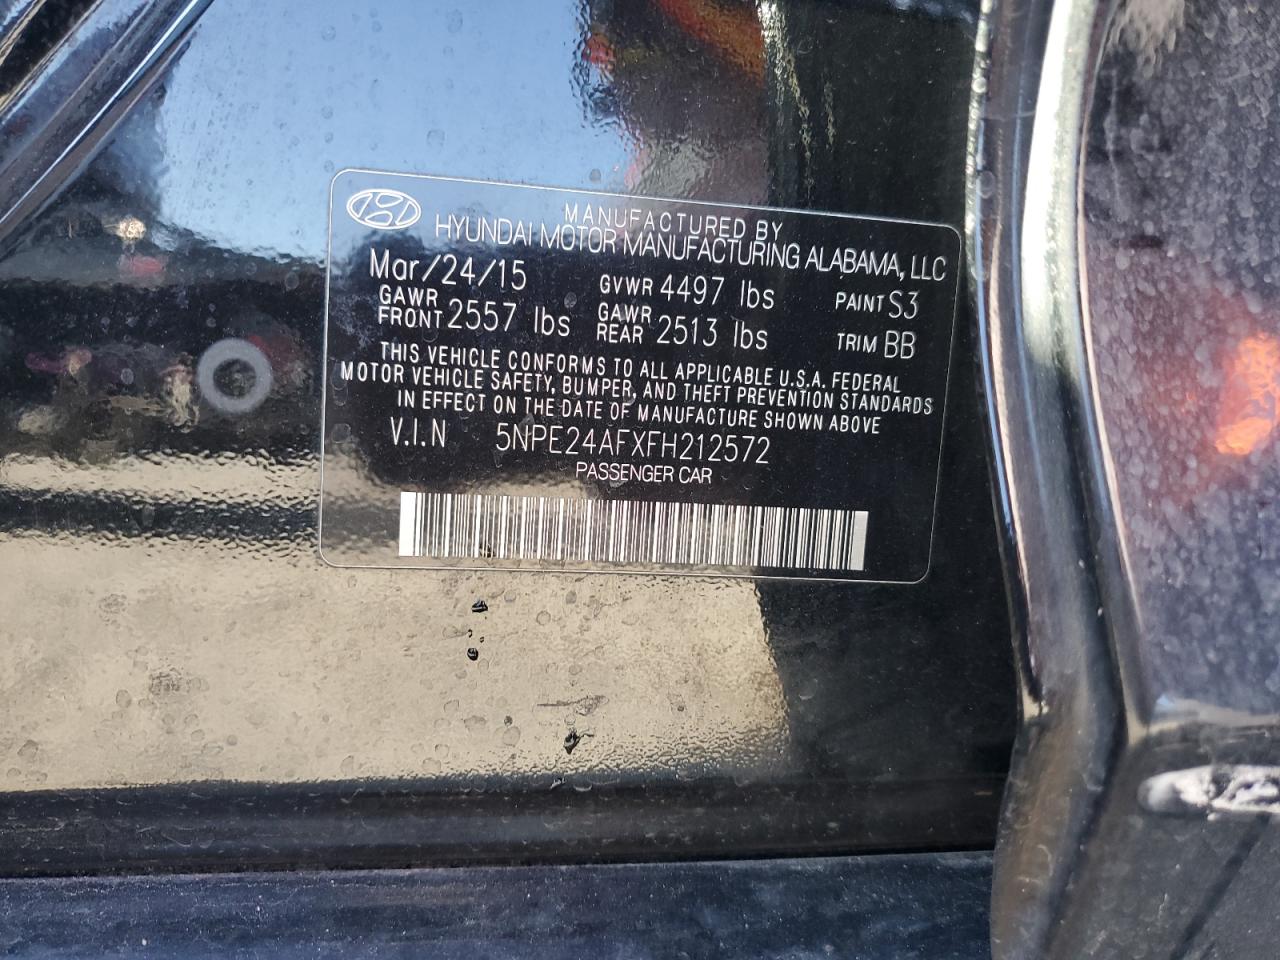 MANUFACTURED BY
HYUNDAI MOTOR MANUFACTURING ALABAMA, LLC
Mar/24/15 GVWR 4497 lbs PAINT S3
GAWR FRONT 2557 lbs GAWR REAR 2513 lbs TRIM BB
THIS VEHICLE CONFORMS TO ALL APPLICABLE U.S.A. FEDERAL
MOTOR VEHICLE SAFETY, BUMPER, AND THEFT PREVENTION STANDARDS
IN EFFECT ON THE DATE OF MANUFACTURE SHOWN ABOVE
V.I.N 5NPE24AFXFH212572
PASSENGER CAR